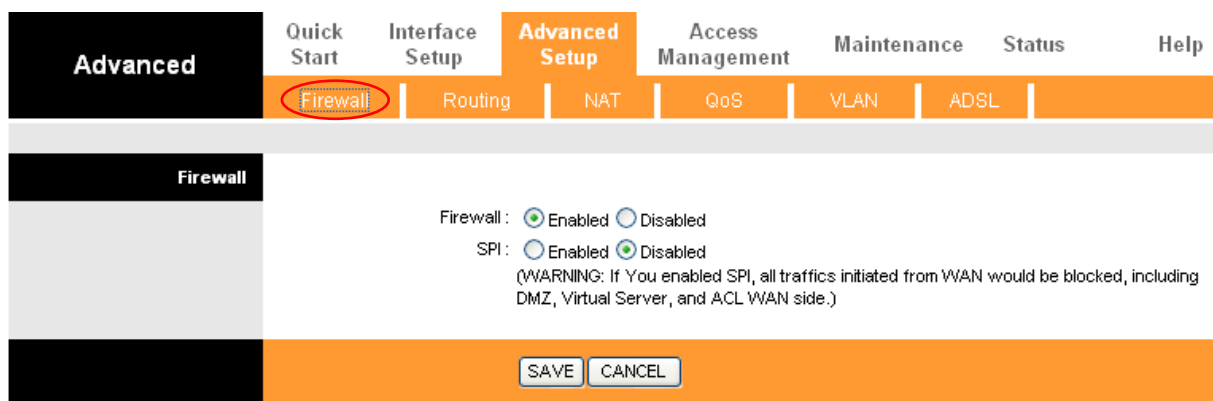 Advanced
Quick Start
Interface Setup
Advanced Setup
Access Management
Maintenance
Status
Help
Firewall
Routing
NAT
QoS
VLAN
ADSL
Firewall
Firewall : Enabled Disabled
SPI : Enabled Disabled
(WARNING: If You enabled SPI, all traffics initiated from WAN would be blocked, including
DMZ, Virtual Server, and ACL WAN side.)
SAVE CANCEL